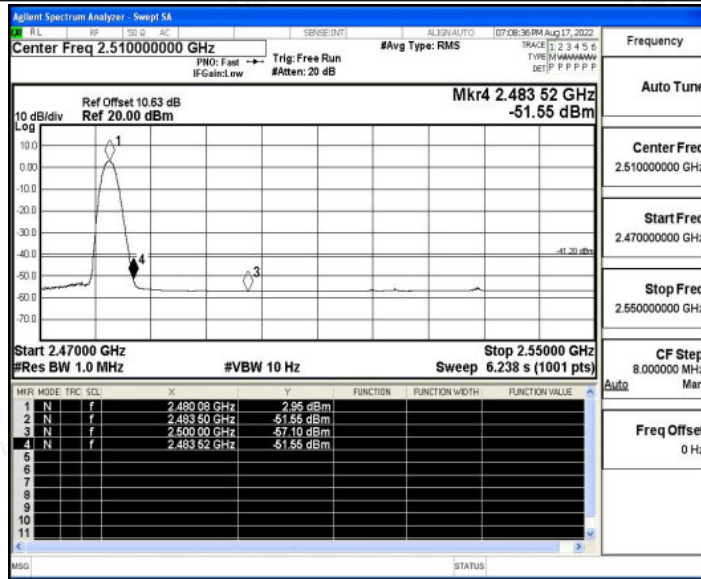 Agilent Spectrum Analyzer - Swept SA
RL RF 50 Ω AC SENSE:INT ALIGN AUTO 07:08:36 PM Aug 17, 2022
Center Freq 2.510000000 GHz
PNO: Fast
IFGain:Low
Trig: Free Run
#Atten: 20 dB
#Avg Type: RMS
TRACE 1 2 3 4 5 6
TYPE M WWWWW
DET P P P P P P
Ref Offset 10.63 dB
10 dB/div Ref 20.00 dBm
Log
Mkr4 2.483 52 GHz
-51.55 dBm
10.0
0.00
-10.0
-20.0
-30.0
-40.0
-50.0
-60.0
-70.0
1
4
3
-41.20 dBm
Start 2.47000 GHz Stop 2.55000 GHz
#Res BW 1.0 MHz #VBW 10 Hz Sweep 6.238 s (1001 pts)
MKR MODE TRC SCL X Y FUNCTION FUNCTION WIDTH FUNCTION VALUE
1 N f 2.480 08 GHz 2.95 dBm
2 N f 2.483 50 GHz -51.55 dBm
3 N f 2.500 00 GHz -57.10 dBm
4 N f 2.483 52 GHz -51.55 dBm
5
6
7
8
9
10
11
MSG STATUS
Frequency
Auto Tune
Center Freq
2.510000000 GHz
Start Freq
2.470000000 GHz
Stop Freq
2.550000000 GHz
CF Step
8.000000 MHz
Auto Man
Freq Offset
0 Hz